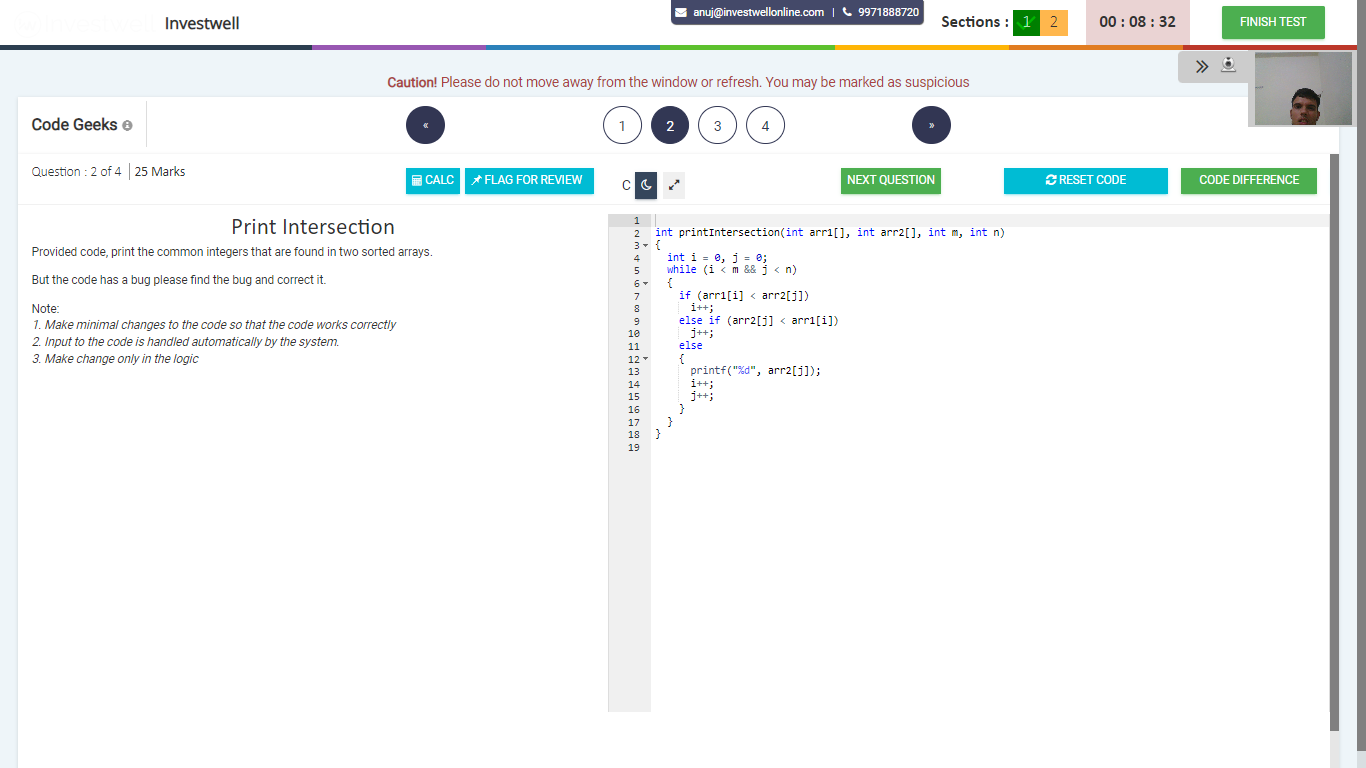 Investwell
anuj@investwellonline.com | 9971888720
Sections : 1 2
00 : 08 : 32
FINISH TEST
Caution! Please do not move away from the window or refresh. You may be marked as suspicious
Code Geeks
« 1 2 3 4 »
Question : 2 of 4 | 25 Marks
CALC
FLAG FOR REVIEW
C
NEXT QUESTION
RESET CODE
CODE DIFFERENCE
Print Intersection
Provided code, print the common integers that are found in two sorted arrays.
But the code has a bug please find the bug and correct it.
Note:
1. Make minimal changes to the code so that the code works correctly
2. Input to the code is handled automatically by the system.
3. Make change only in the logic
1
2 int printIntersection(int arr1[], int arr2[], int m, int n)
3 {
4 int i = 0, j = 0;
5 while (i < m && j < n)
6 {
7 if (arr1[i] < arr2[j])
8 i++;
9 else if (arr2[j] < arr1[i])
10 j++;
11 else
12 {
13 printf("%d", arr2[j]);
14 i++;
15 j++;
16 }
17 }
18 }
19